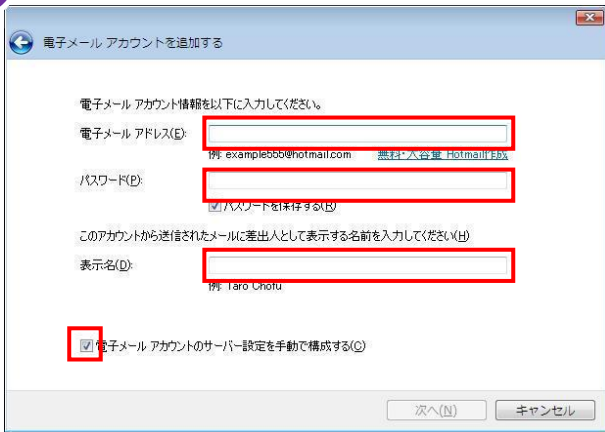 電子メール アカウントを追加する
電子メール アカウント情報を以下に入力してください。
電子メール アドレス(E):
例: example555@hotmail.com 無料・大容量 Hotmail作成
パスワード(P):
パスワードを保存する(R)
このアカウントから送信されたメールに差出人として表示する名前を入力してください(H)
表示名(D):
例: Taro Chofu
電子メール アカウントのサーバー設定を手動で構成する(C)
次へ(N) キャンセル